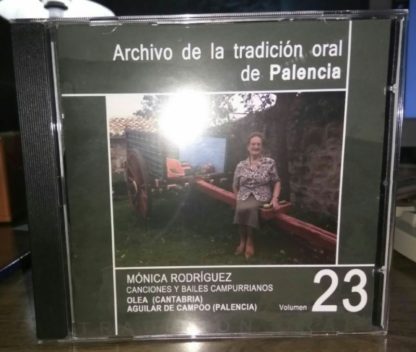 Archivo de la tradición oral
de Palencia
MÓNICA RODRÍGUEZ
CANCIONES Y BAILES CAMPURRIANOS
OLEA (CANTABRIA)
AGUILAR DE CAMPOO (PALENCIA)
Volumen 23